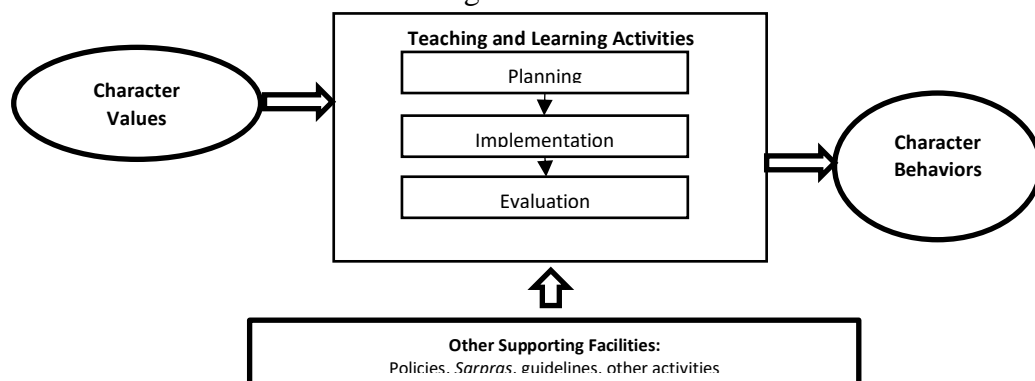 Teaching and Learning Activities
Planning
Character
Values
Implementation
Character
Behaviors
Evaluation
Other Supporting Facilities:
Policies, Sarpras, guidelines, other activities